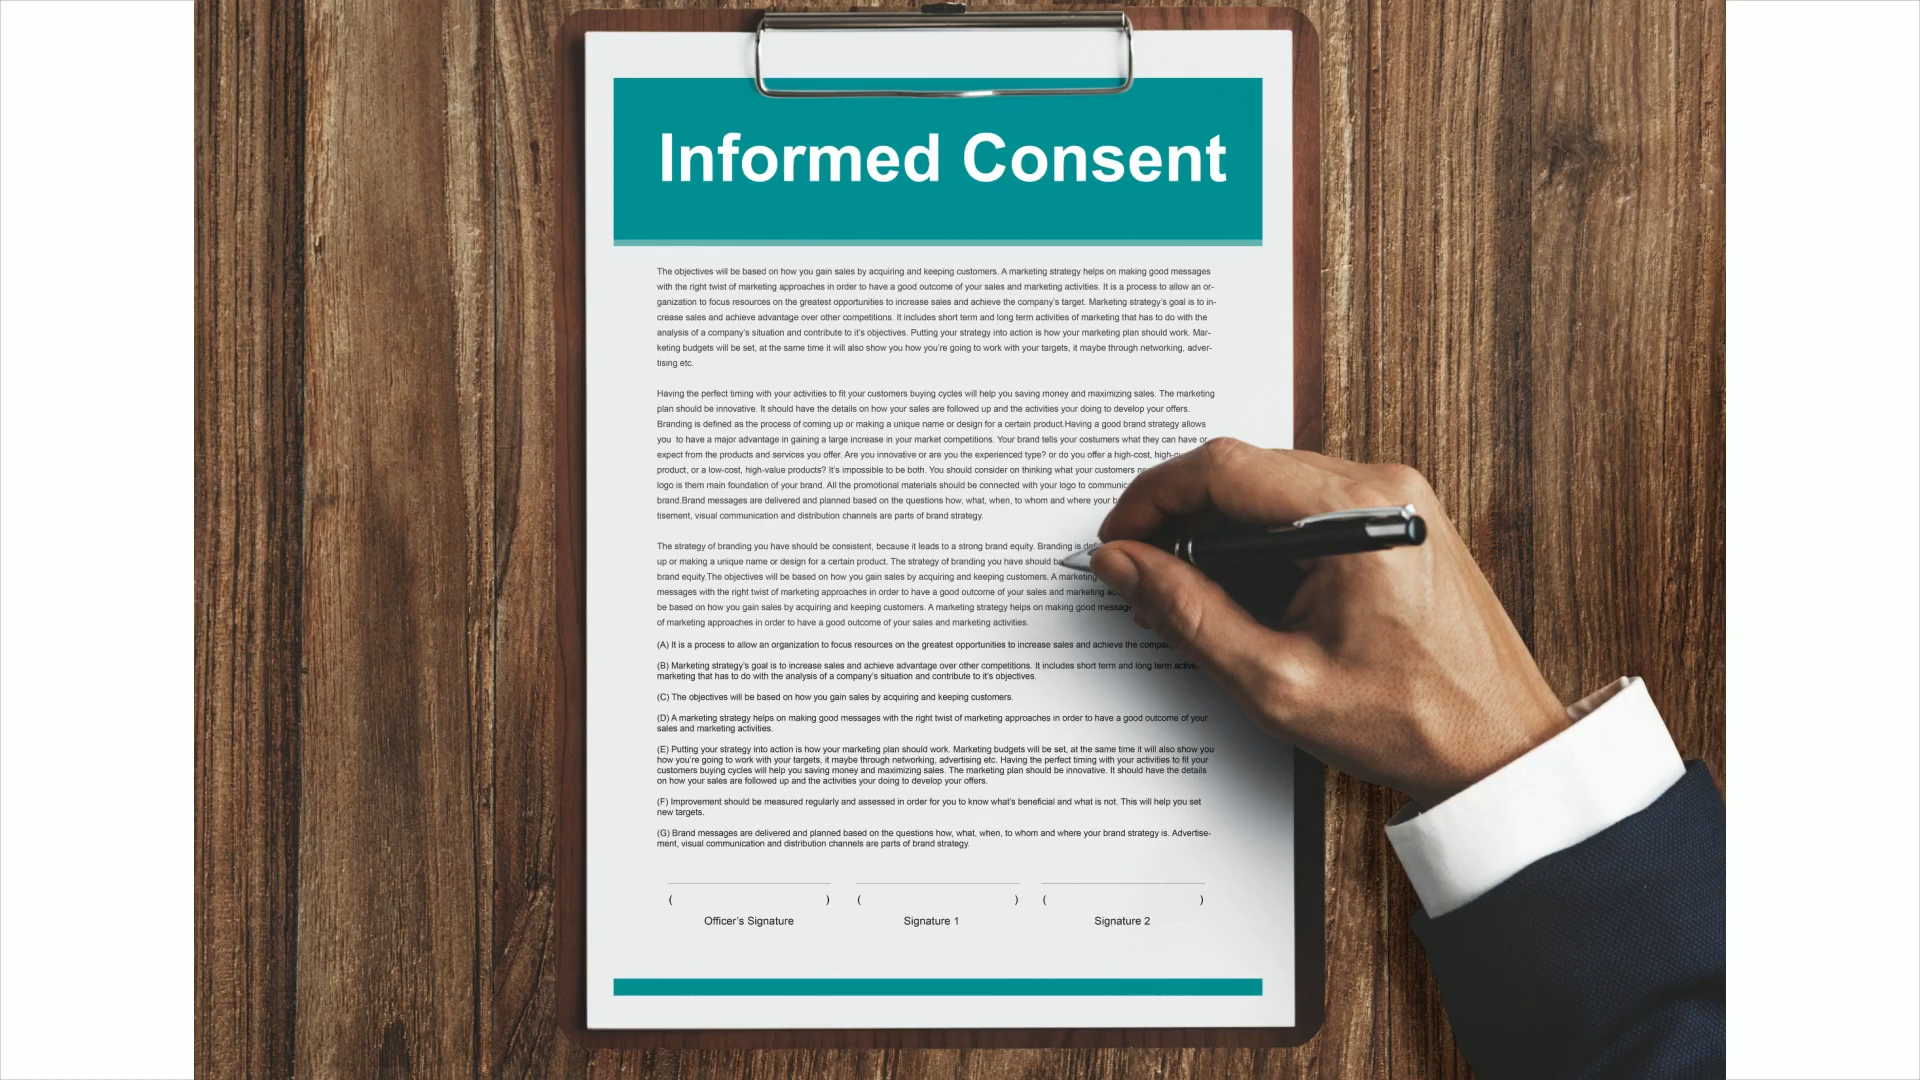 Informed Consent
The objectives will be based on how you gain sales by acquiring and keeping customers. A marketing strategy helps on making good messages
with the right twist of marketing approaches in order to have a good outcome of your sales and marketing activities. It is a process to allow an or-
ganization to focus resources on the greatest opportunities to increase sales and achieve the company's target. Marketing strategy's goal is to in-
crease sales and achieve advantage over other competitions. It includes short term and long term activities of marketing that has to do with the
analysis of a company's situation and contribute to it's objectives. Putting your strategy into action is how your marketing plan should work. Mar-
keting budgets will be set, at the same time it will also show you how you're going to work with your targets, it maybe through networking, adver-
tising etc.
Having the perfect timing with your activities to fit your customers buying cycles will help you saving money and maximizing sales. The marketing
plan should be innovative. It should have the details on how your sales are followed up and the activities your doing to develop your offers.
Branding is defined as the process of coming up or making a unique name or design for a certain product.Having a good brand strategy allows
you to have a major advantage in gaining a large increase in your market competitions. Your brand tells your costumers what they can have or
expect from the products and services you offer. Are you innovative or are you the experienced type? or do you offer a high-cost,
product, or a low-cost, high-value products? It's impossible to be both. You should consider on thinking what your customers
logo is them main foundation of your brand. All the promotional materials should be connected with your logo to
brand.Brand messages are delivered and planned based on the questions how, what, when, to whom and where your
tisement, visual communication and distribution channels are parts of brand strategy.
The strategy of branding you have should be consistent, because it leads to a strong brand equity. Branding is
up or making a unique name or design for a certain product. The strategy of branding you have should be
brand equity.The objectives will be based on how you gain sales by acquiring and keeping customers. A marketing
messages with the right twist of marketing approaches in order to have a good outcome of your sales and marketing
be based on how you gain sales by acquiring and keeping customers. A marketing strategy helps on making good
of marketing approaches in order to have a good outcome of your sales and marketing activities.
(A) It is a process to allow an organization to focus resources on the greatest opportunities to increase sales and achieve the
(B) Marketing strategy's goal is to increase sales and achieve advantage over other competitions. It includes short term and long term
marketing that has to do with the analysis of a company's situation and contribute to it's objectives.
(C) The objectives will be based on how you gain sales by acquiring and keeping customers.
(D) A marketing strategy helps on making good messages with the right twist of marketing approaches in order to have a good outcome of your
sales and marketing activities.
(E) Putting your strategy into action is how your marketing plan should work. Marketing budgets will be set, at the same time it will also show you
how you're going to work with your targets, it maybe through networking, advertising etc. Having the perfect timing with your activities to fit your
customers buying cycles will help you saving money and maximizing sales. The marketing plan should be innovative. It should have the details
on how your sales are followed up and the activities your doing to develop your offers.
(F) Improvement should be measured regularly and assessed in order for you to know what's beneficial and what is not. This will help you set
new targets.
(G) Brand messages are delivered and planned based on the questions how, what, when, to whom and where your brand strategy is. Advertise-
ment, visual communication and distribution channels are parts of brand strategy.
( ) ( ) ( )
Officer's Signature Signature 1 Signature 2